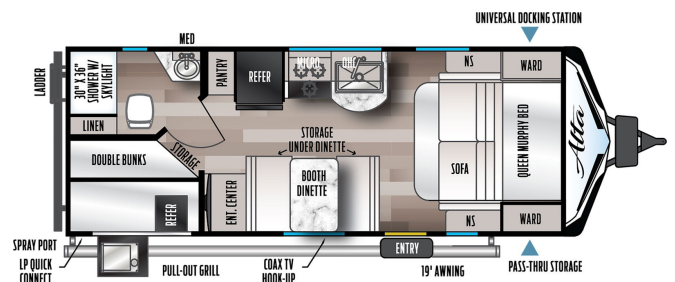 UNIVERSAL DOCKING STATION
MED
LADDER
30" X 36"
SHOWER W/
SKYLIGHT
LINEN
PANTRY
REFER
MICRO
NS
WARD
DOUBLE BUNKS
STORAGE
STORAGE
UNDER DINETTE
BOOTH
DINETTE
ENT. CENTER
SOFA
QUEEN MURPHY BED
Alta
REFER
NS
WARD
SPRAY PORT
LP QUICK
CONNECT
PULL-OUT GRILL
COAX TV
HOOK-UP
ENTRY
19' AWNING
PASS-THRU STORAGE